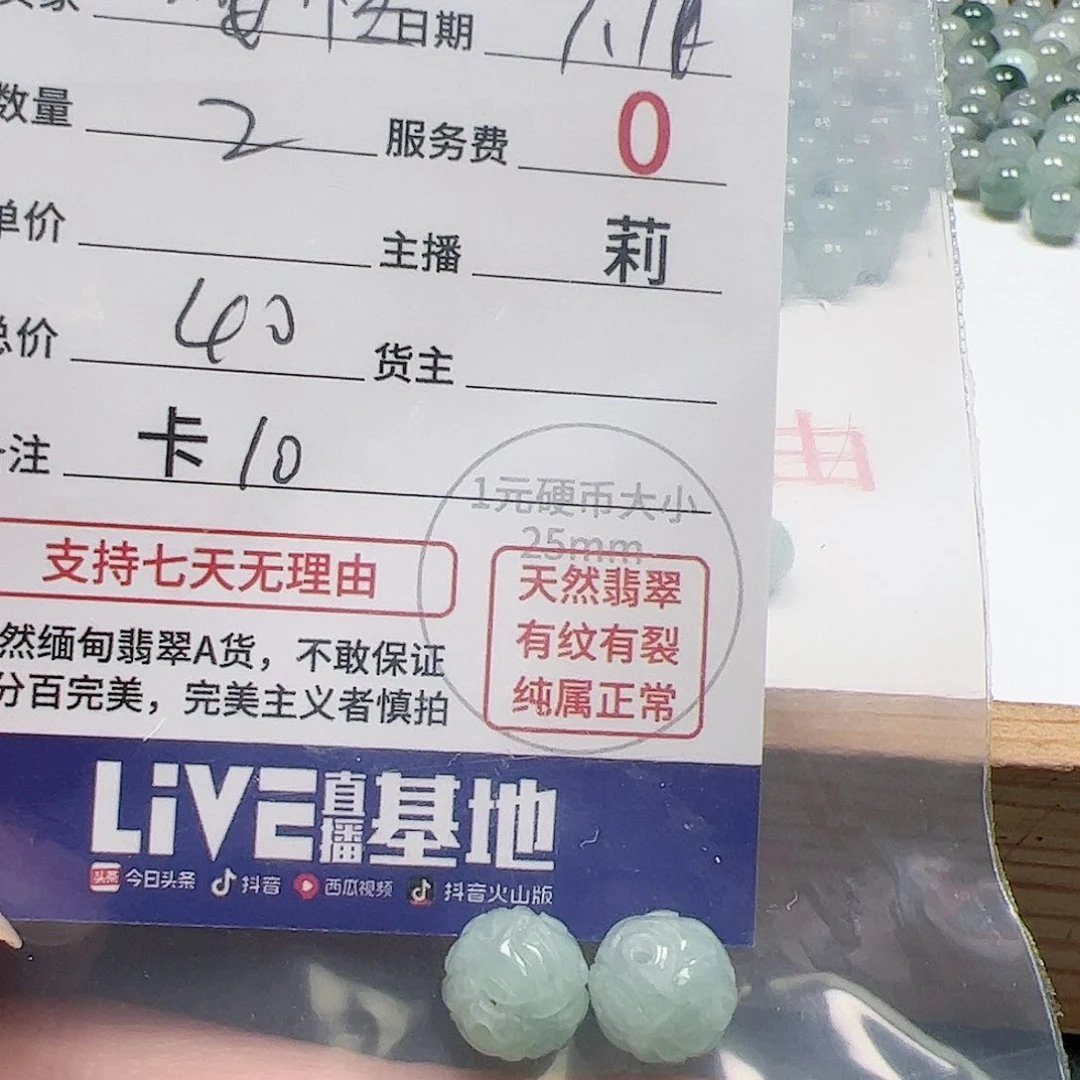 日期
数量 2 服务费 0
单价 主播 莉
总价 40 货主
注 卡 10
1元硬币大小
25mm
支持七天无理由
天然翡翠
有纹有裂
纯属正常
然缅甸翡翠A货，不敢保证
分百完美，完美主义者慎拍
LiVE直播基地
头条 今日头条 抖音 西瓜视频 抖音火山版